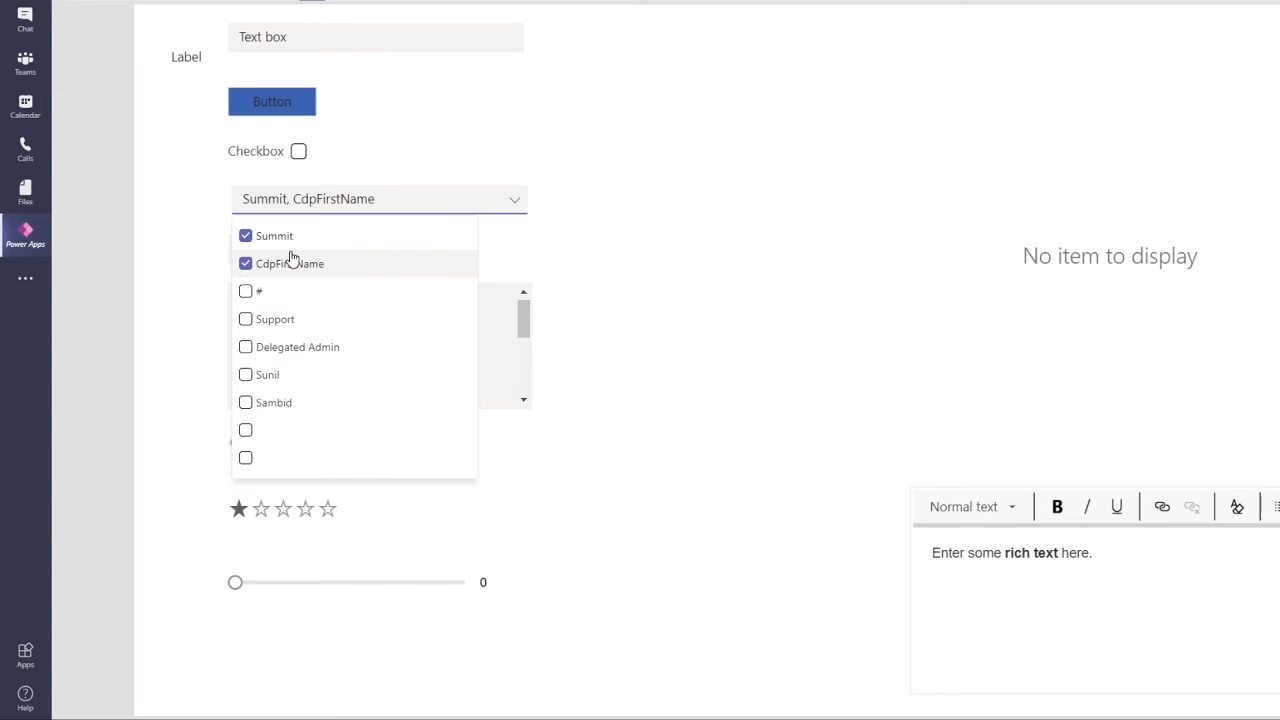 Chat
Teams
Calendar
Calls
Files
Power Apps
Apps
Help
Text box
Label
Button
Checkbox
Summit, CdpFirstName
Summit
CdpFirstName
#
Support
Delegated Admin
Sunil
Sambid
0
No item to display
Normal text
B / U
Enter some rich text here.